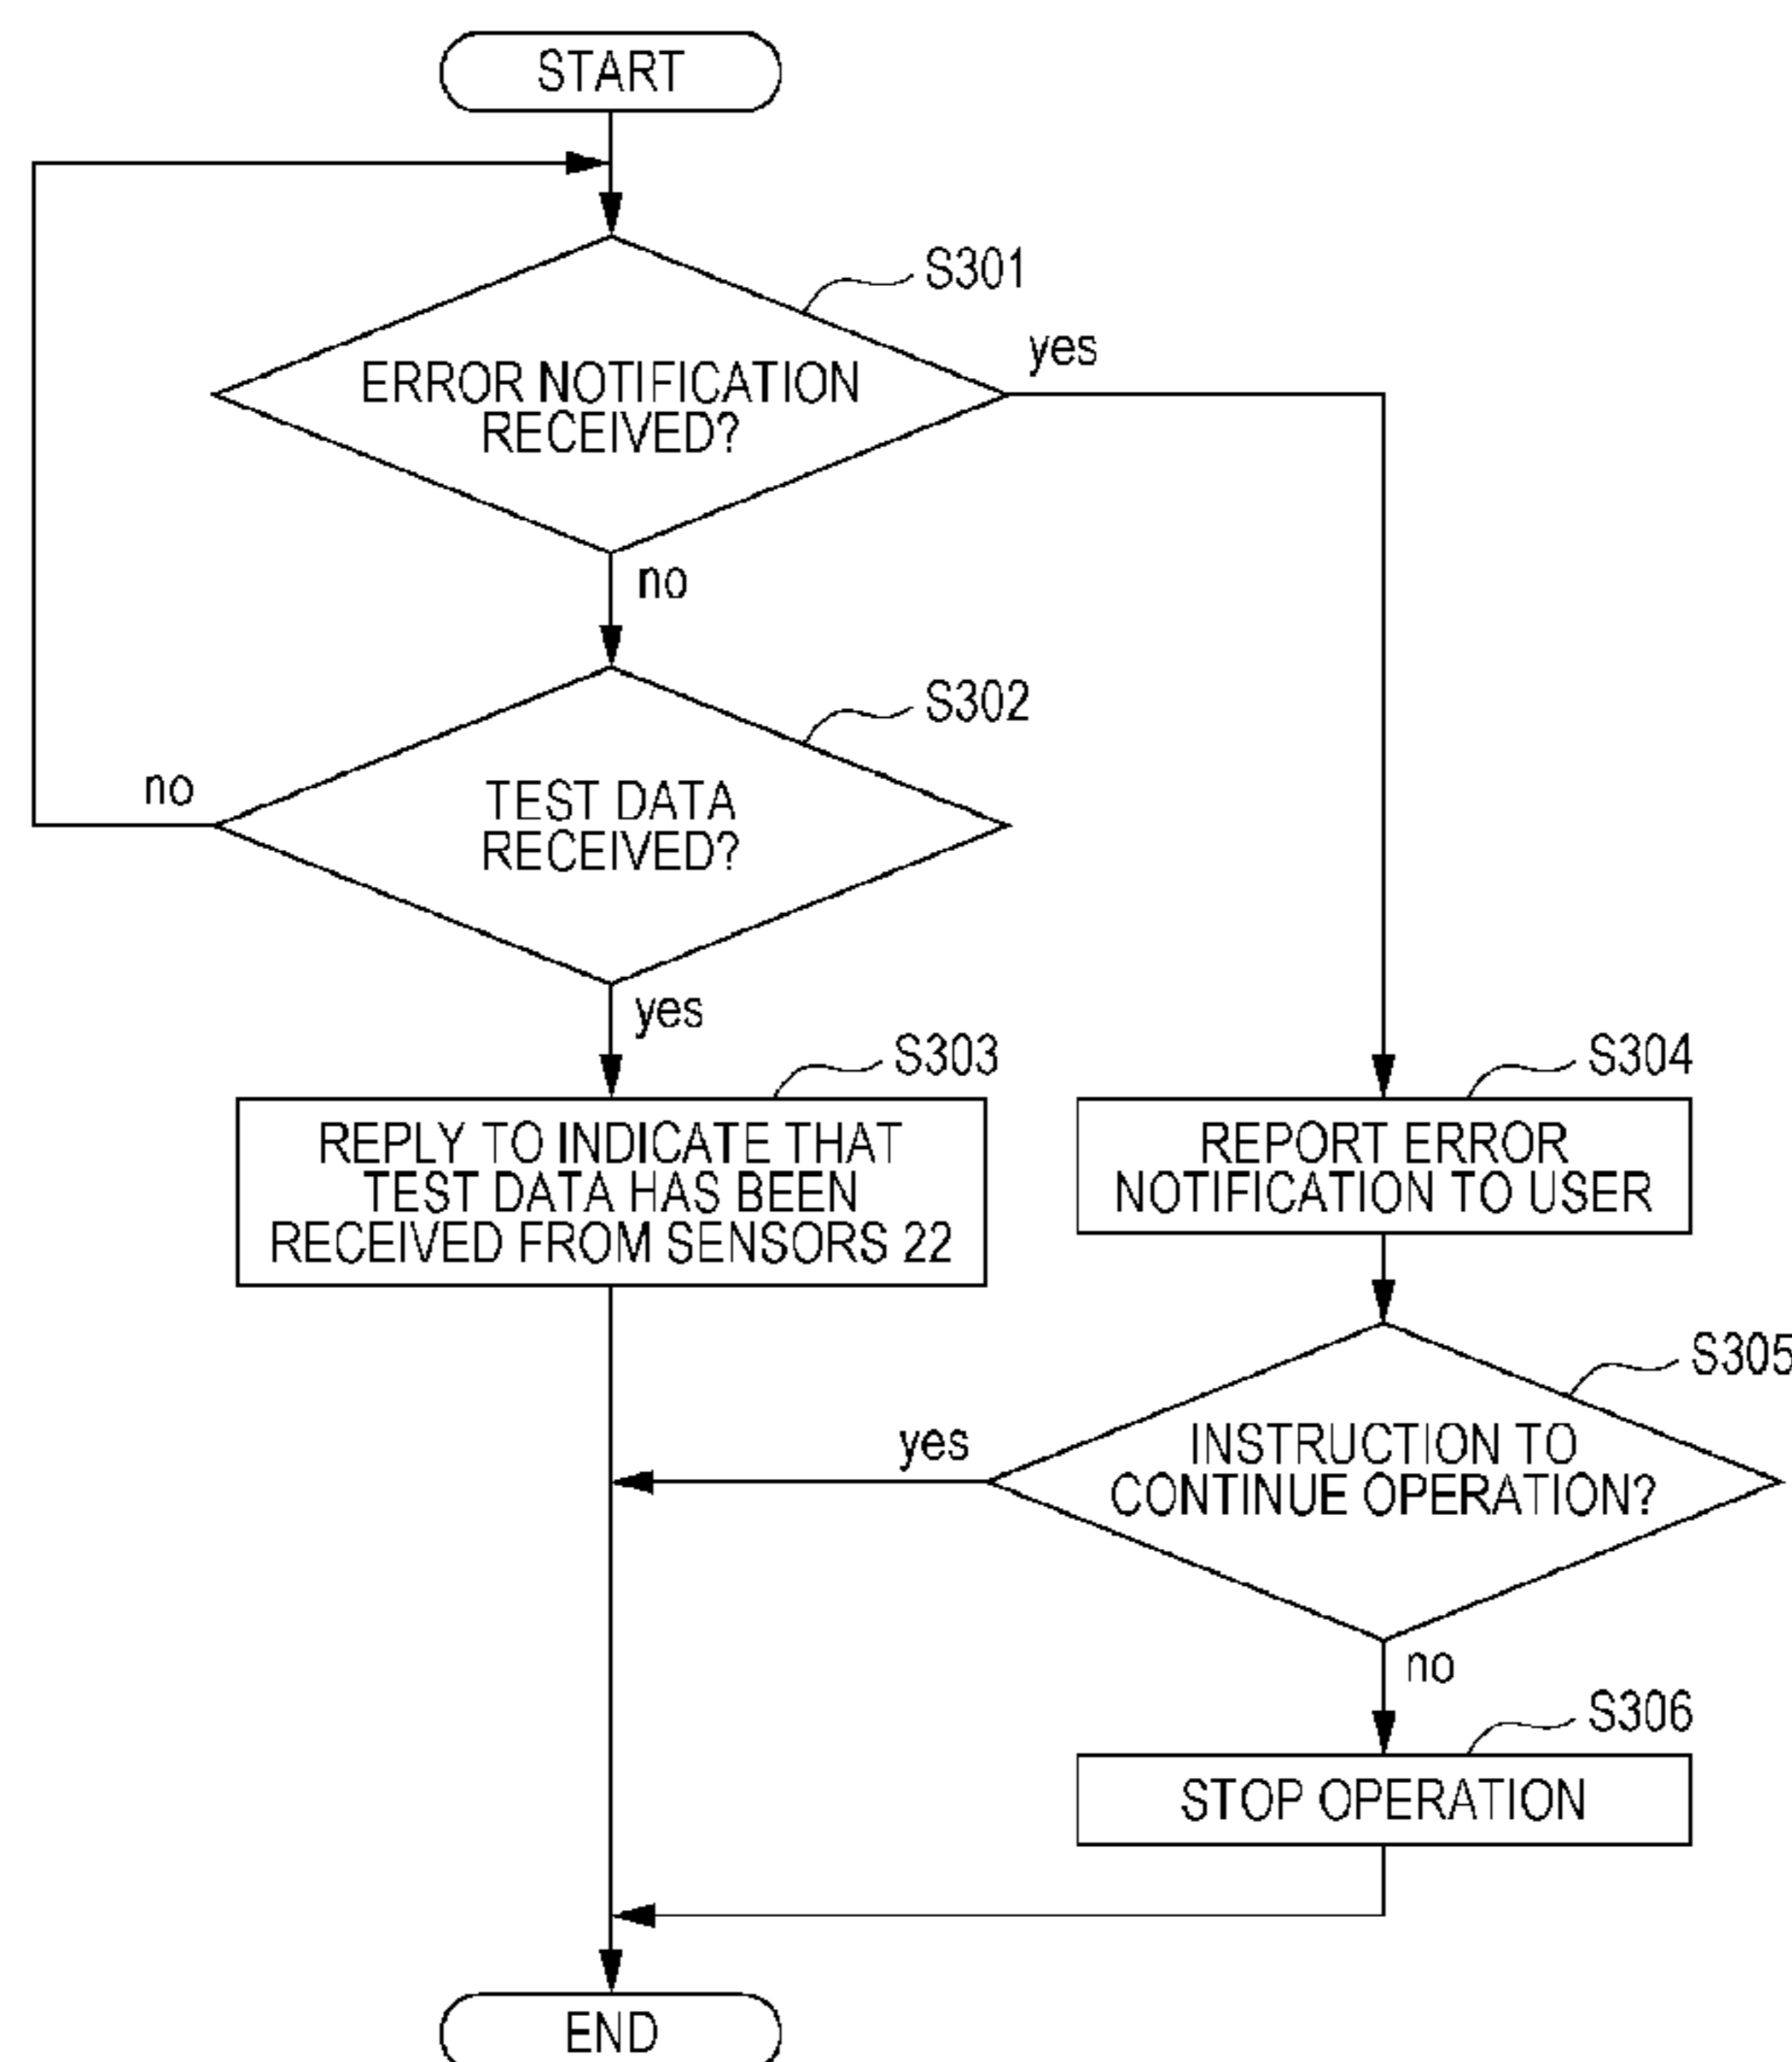 START
S301
ERROR NOTIFICATION
RECEIVED?
yes
no
S302
TEST DATA
RECEIVED?
no
yes
S303
REPLY TO INDICATE THAT
TEST DATA HAS BEEN
RECEIVED FROM SENSORS 22
S304
REPORT ERROR
NOTIFICATION TO USER
S305
INSTRUCTION TO
CONTINUE OPERATION?
yes
no
S306
STOP OPERATION
END